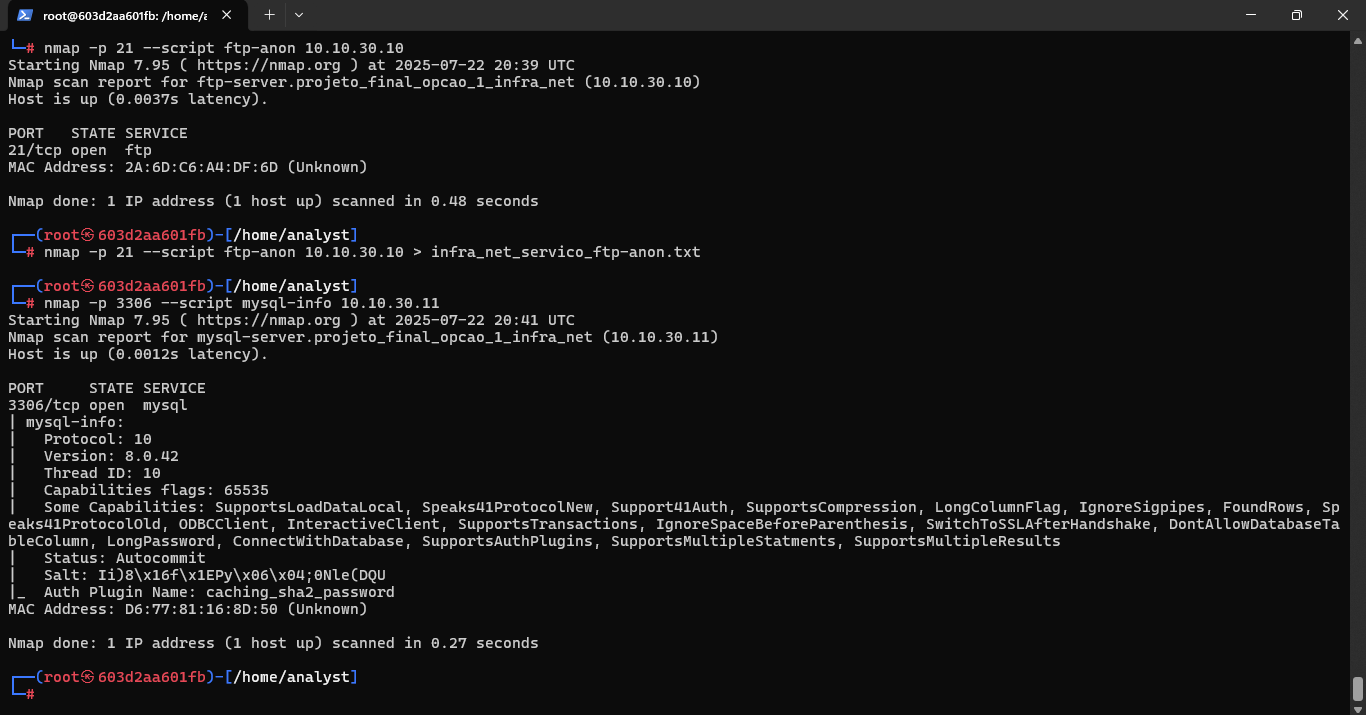 root@603d2aa601fb: /home/a
└─# nmap -p 21 --script ftp-anon 10.10.30.10
Starting Nmap 7.95 ( https://nmap.org ) at 2025-07-22 20:39 UTC
Nmap scan report for ftp-server.projeto_final_opcao_1_infra_net (10.10.30.10)
Host is up (0.0037s latency).
PORT   STATE SERVICE
21/tcp open  ftp
MAC Address: 2A:6D:C6:A4:DF:6D (Unknown)
Nmap done: 1 IP address (1 host up) scanned in 0.48 seconds
┌──(root㉿603d2aa601fb)-[/home/analyst]
└─# nmap -p 21 --script ftp-anon 10.10.30.10 > infra_net_servico_ftp-anon.txt
┌──(root㉿603d2aa601fb)-[/home/analyst]
└─# nmap -p 3306 --script mysql-info 10.10.30.11
Starting Nmap 7.95 ( https://nmap.org ) at 2025-07-22 20:41 UTC
Nmap scan report for mysql-server.projeto_final_opcao_1_infra_net (10.10.30.11)
Host is up (0.0012s latency).
PORT     STATE SERVICE
3306/tcp open  mysql
| mysql-info:
|   Protocol: 10
|   Version: 8.0.42
|   Thread ID: 10
|   Capabilities flags: 65535
|   Some Capabilities: SupportsLoadDataLocal, Speaks41ProtocolNew, Support41Auth, SupportsCompression, LongColumnFlag, IgnoreSigpipes, FoundRows, Sp
eaks41ProtocolOld, ODBCClient, InteractiveClient, SupportsTransactions, IgnoreSpaceBeforeParenthesis, SwitchToSSLAfterHandshake, DontAllowDatabaseTa
bleColumn, LongPassword, ConnectWithDatabase, SupportsAuthPlugins, SupportsMultipleStatments, SupportsMultipleResults
|   Status: Autocommit
|   Salt: Ii)8\x16f\x1EPy\x06\x04;0Nle(DQU
|_  Auth Plugin Name: caching_sha2_password
MAC Address: D6:77:81:16:8D:50 (Unknown)
Nmap done: 1 IP address (1 host up) scanned in 0.27 seconds
┌──(root㉿603d2aa601fb)-[/home/analyst]
└─#